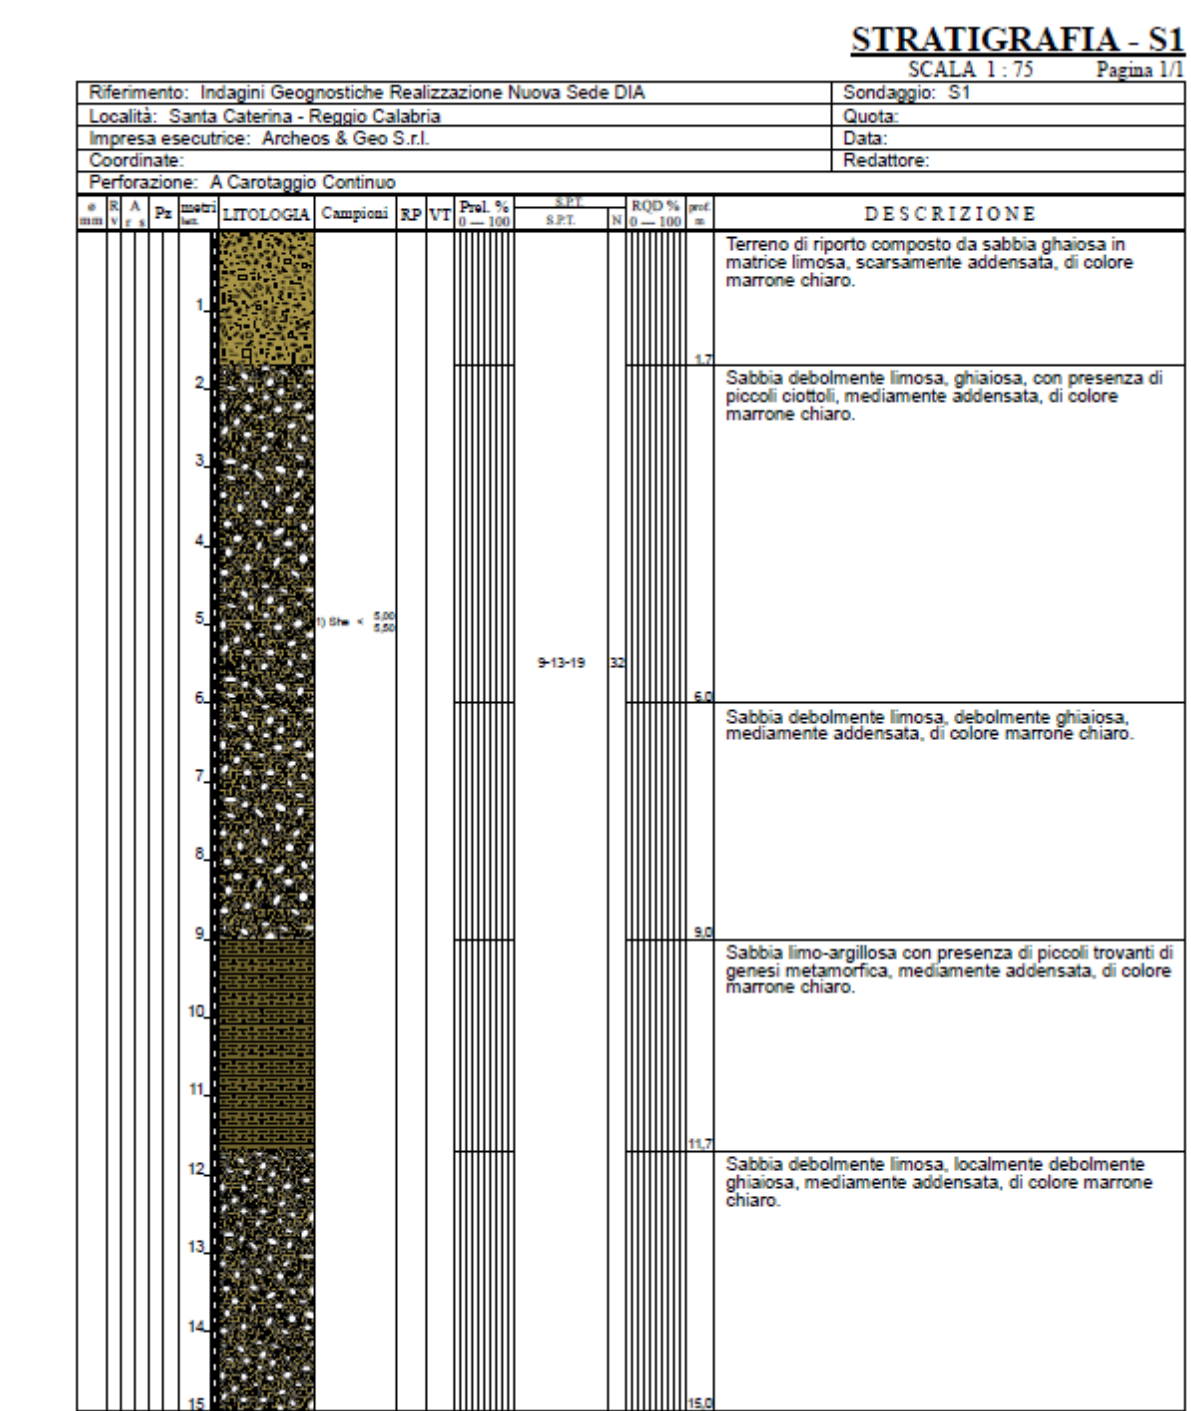 STRATIGRAFIA - S1
SCALA 1 : 75 Pagina 1/1
Riferimento: Indagini Geognostiche Realizzazione Nuova Sede DIA Sondaggio: S1
Località: Santa Caterina - Reggio Calabria Quota:
Impresa esecutrice: Archeos & Geo S.r.l. Data:
Coordinate: Redattore:
Perforazione: A Carotaggio Continuo
ø mm R v A r s Pz metri LITOLOGIA Campioni RP VT Prel. % 0 — 100 S.P.T. S.P.T. N RQD % 0 — 100 prof. m DESCRIZIONE
Terreno di riporto composto da sabbia ghaiosa in
matrice limosa, scarsamente addensata, di colore
marrone chiaro.
1
1,7
Sabbia debolmente limosa, ghiaiosa, con presenza di
2
piccoli ciottoli, mediamente addensata, di colore
marrone chiaro.
3
4
5
1) She < 5,00
5,50
9-13-19 32
6
6,0
Sabbia debolmente limosa, debolmente ghiaiosa,
mediamente addensata, di colore marrone chiaro.
7
8
9
9,0
Sabbia limo-argillosa con presenza di piccoli trovanti di
genesi metamorfica, mediamente addensata, di colore
marrone chiaro.
10
11
11,7
Sabbia debolmente limosa, localmente debolmente
12
ghiaiosa, mediamente addensata, di colore marrone
chiaro.
13
14
15
15,0